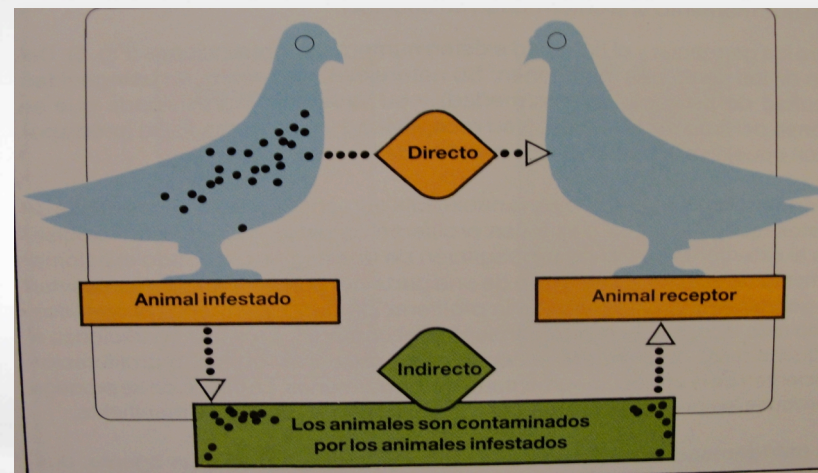 Directo
Animal infestado
Animal receptor
Indirecto
Los animales son contaminados
por los animales infestados